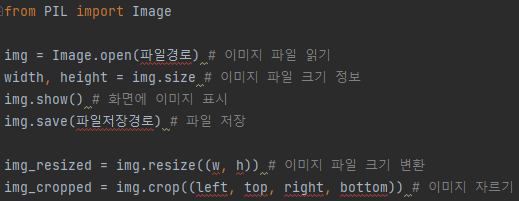 from PIL import Image
img = Image.open(파일경로) # 이미지 파일 읽기
width, height = img.size # 이미지 파일 크기 정보
img.show() # 화면에 이미지 표시
img.save(파일저장경로) # 파일 저장
img_resized = img.resize((w, h)) # 이미지 파일 크기 변환
img_cropped = img.crop((left, top, right, bottom)) # 이미지 자르기